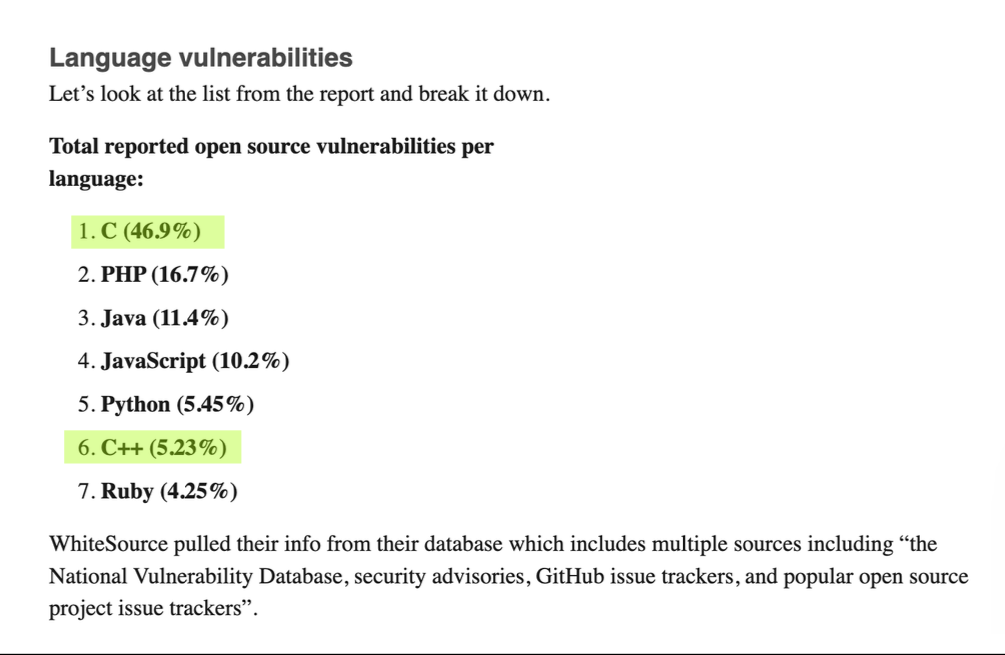 Language vulnerabilities
Let’s look at the list from the report and break it down.
Total reported open source vulnerabilities per
language:
1. C (46.9%)
2. PHP (16.7%)
3. Java (11.4%)
4. JavaScript (10.2%)
5. Python (5.45%)
6. C++ (5.23%)
7. Ruby (4.25%)
WhiteSource pulled their info from their database which includes multiple sources including “the
National Vulnerability Database, security advisories, GitHub issue trackers, and popular open source
project issue trackers”.